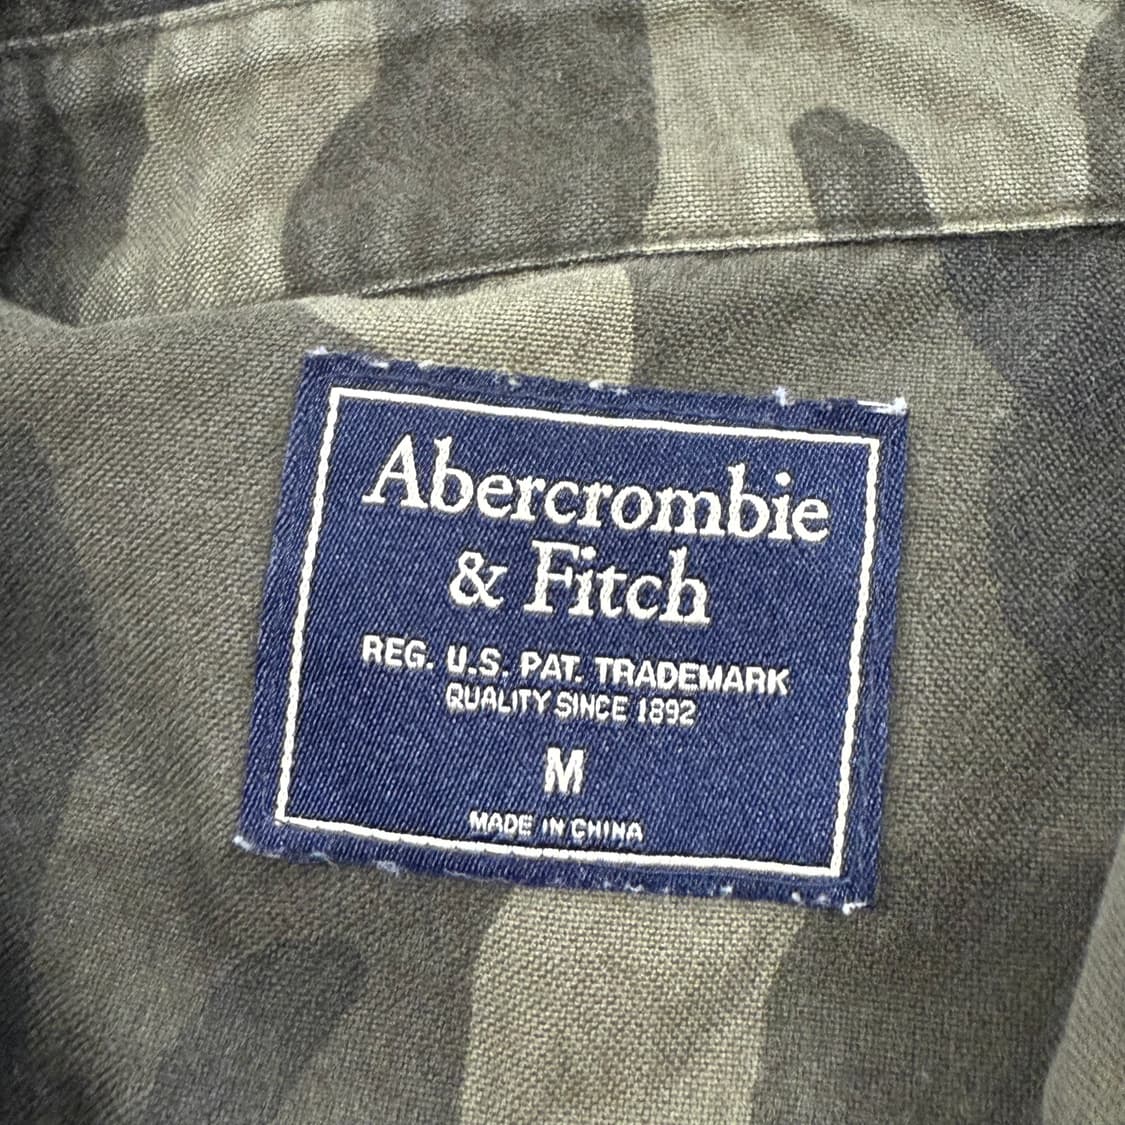 Abercrombie
& Fitch
REG. U.S. PAT. TRADEMARK
QUALITY SINCE 1892
M
MADE IN CHINA